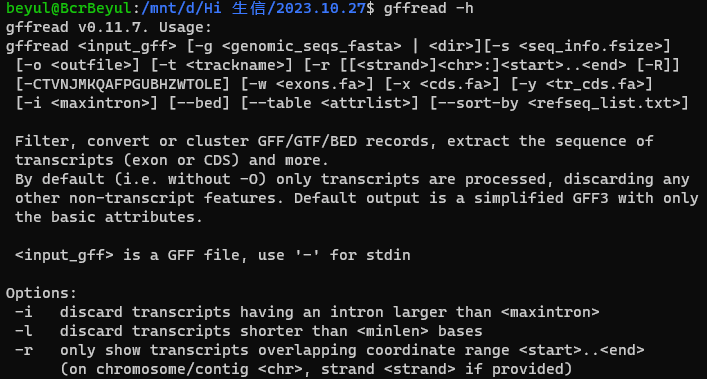 beyul@BcrBeyul:/mnt/d/Hi 生信/2023.10.27$ gffread -h
gffread v0.11.7. Usage:
gffread <input_gff> [-g <genomic_seqs_fasta> | <dir>][-s <seq_info.fsize>]
 [-o <outfile>] [-t <trackname>] [-r [[<strand>]<chr>:]<start>..<end> [-R]]
 [-CTVNJMKQAFPGUBHZWTOLE] [-w <exons.fa>] [-x <cds.fa>] [-y <tr_cds.fa>]
 [-i <maxintron>] [--bed] [--table <attrlist>] [--sort-by <refseq_list.txt>]

 Filter, convert or cluster GFF/GTF/BED records, extract the sequence of
 transcripts (exon or CDS) and more.
 By default (i.e. without -O) only transcripts are processed, discarding any
 other non-transcript features. Default output is a simplified GFF3 with only
 the basic attributes.

 <input_gff> is a GFF file, use '-' for stdin

Options:
 -i   discard transcripts having an intron larger than <maxintron>
 -l   discard transcripts shorter than <minlen> bases
 -r   only show transcripts overlapping coordinate range <start>..<end>
      (on chromosome/contig <chr>, strand <strand> if provided)